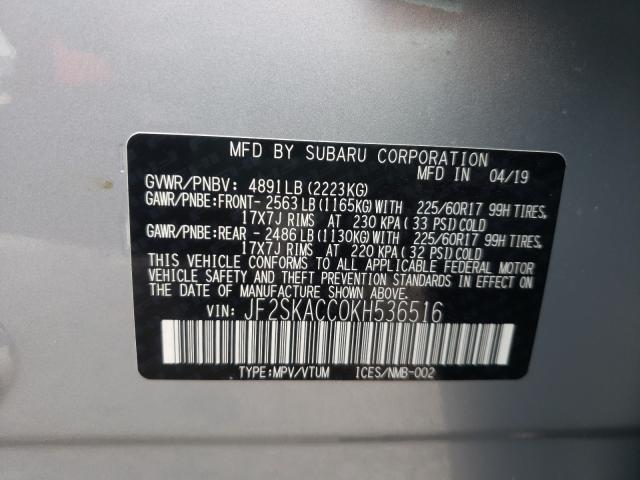 MFD BY SUBARU CORPORATION
MFD IN 04/19
GVWR/PNBV: 4891LB (2223KG)
GAWR/PNBE:FRONT- 2563LB (1165KG) WITH 225/60R17 99H TIRES,
17X7J RIMS AT 230 KPA (33 PSI) COLD
GAWR/PNBE:REAR - 2486LB (1130KG) WITH 225/60R17 99H TIRES,
17X7J RIMS AT 220 KPA (32 PSI) COLD
THIS VEHICLE CONFORMS TO ALL APPLICABLE FEDERAL MOTOR
VEHICLE SAFETY AND THEFT PREVENTION STANDARDS IN EFFECT ON
THE DATE OF MANUFACTURE SHOWN ABOVE.
VIN: JF2SKACC0KH536516
TYPE:MPV/VTUM ICES/NMB-002